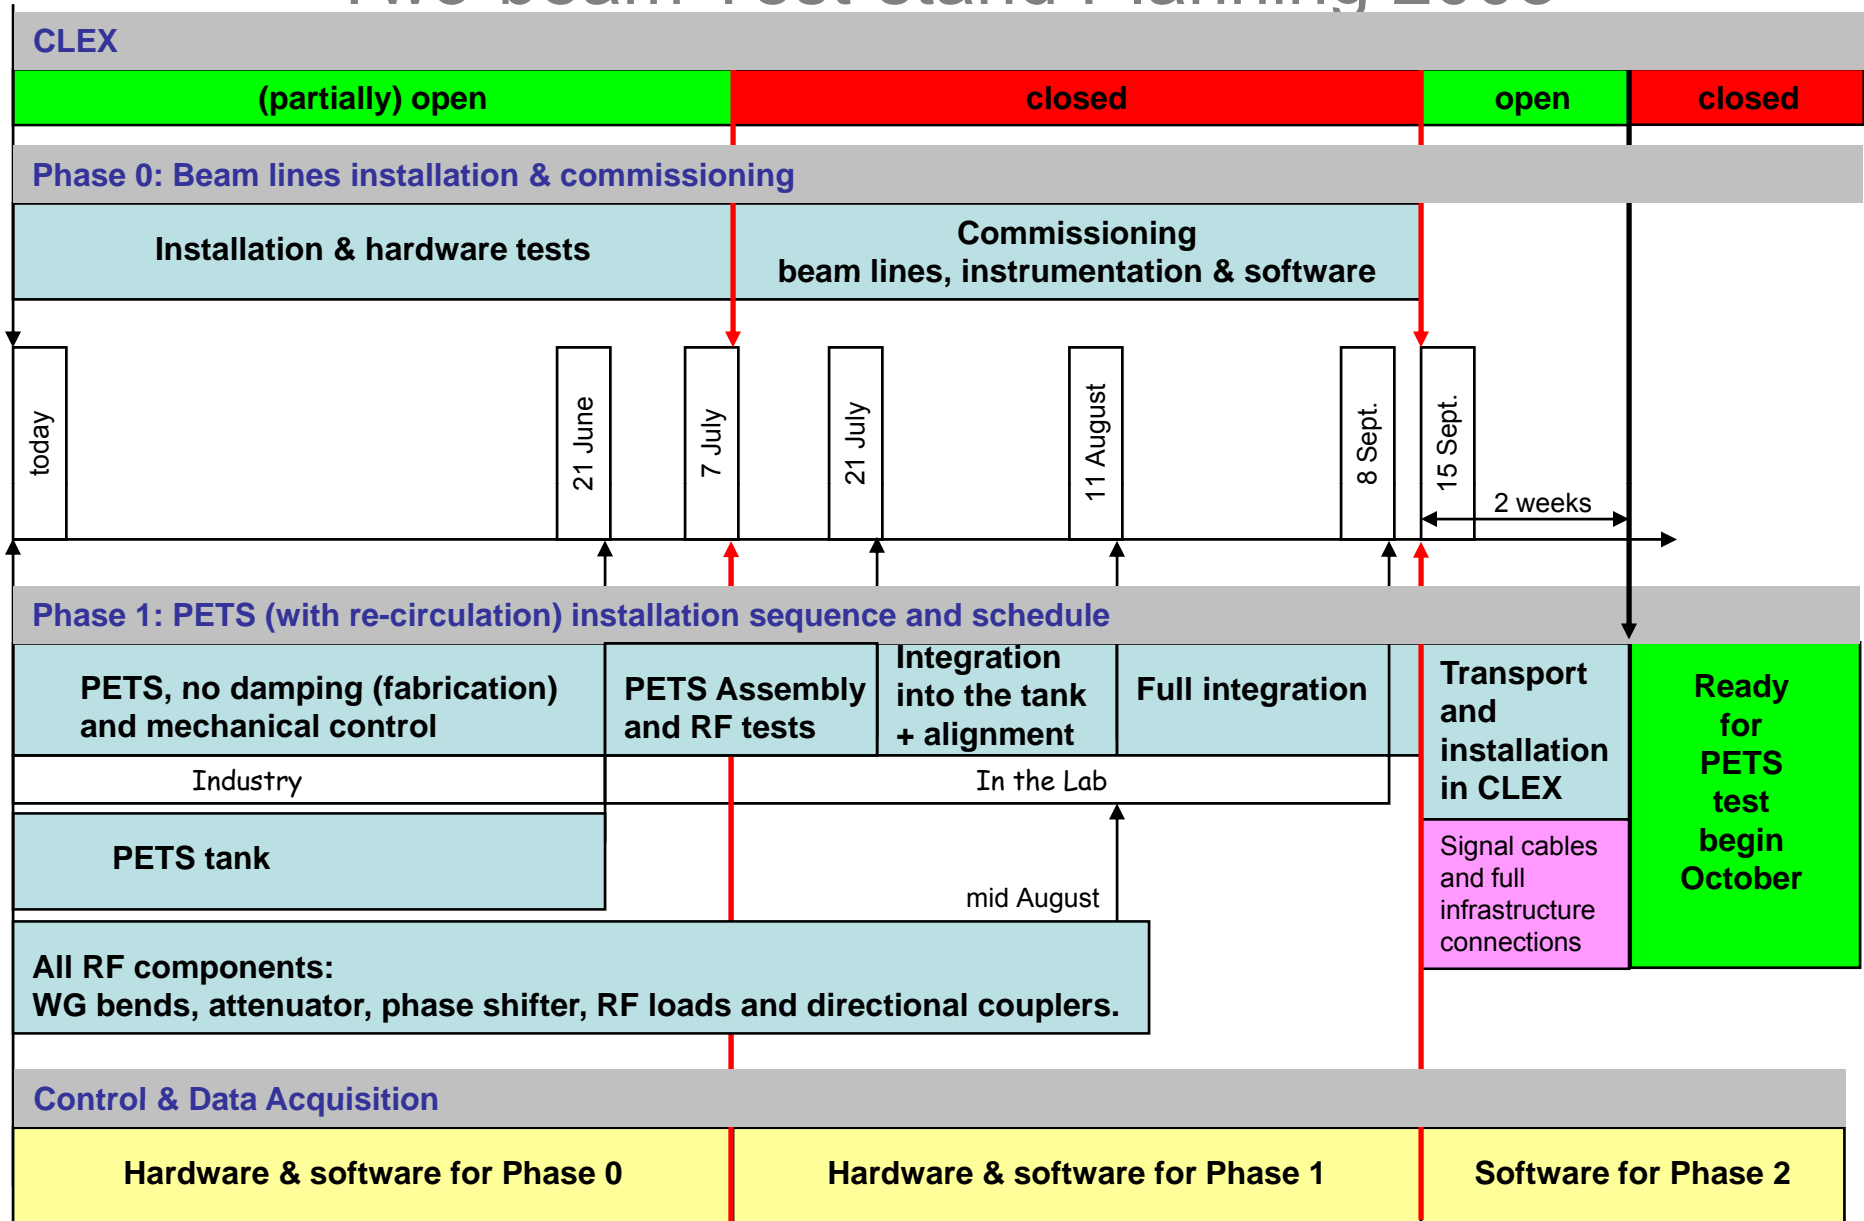 CLEX
(partially) open
closed
open
closed
Phase 0: Beam lines installation & commissioning
Installation & hardware tests
Commissioning
beam lines, instrumentation & software
today
21 June
7 July
21 July
11 August
8 Sept.
15 Sept.
2 weeks
Phase 1: PETS (with re-circulation) installation sequence and schedule
PETS, no damping (fabrication)
and mechanical control
PETS Assembly
and RF tests
Integration
into the tank
+ alignment
Full integration
Transport
and
installation
in CLEX
Ready
for
PETS
test
begin
October
Industry
In the Lab
PETS tank
mid August
Signal cables
and full
infrastructure
connections
All RF components:
WG bends, attenuator, phase shifter, RF loads and directional couplers.
Control & Data Acquisition
Hardware & software for Phase 0
Hardware & software for Phase 1
Software for Phase 2